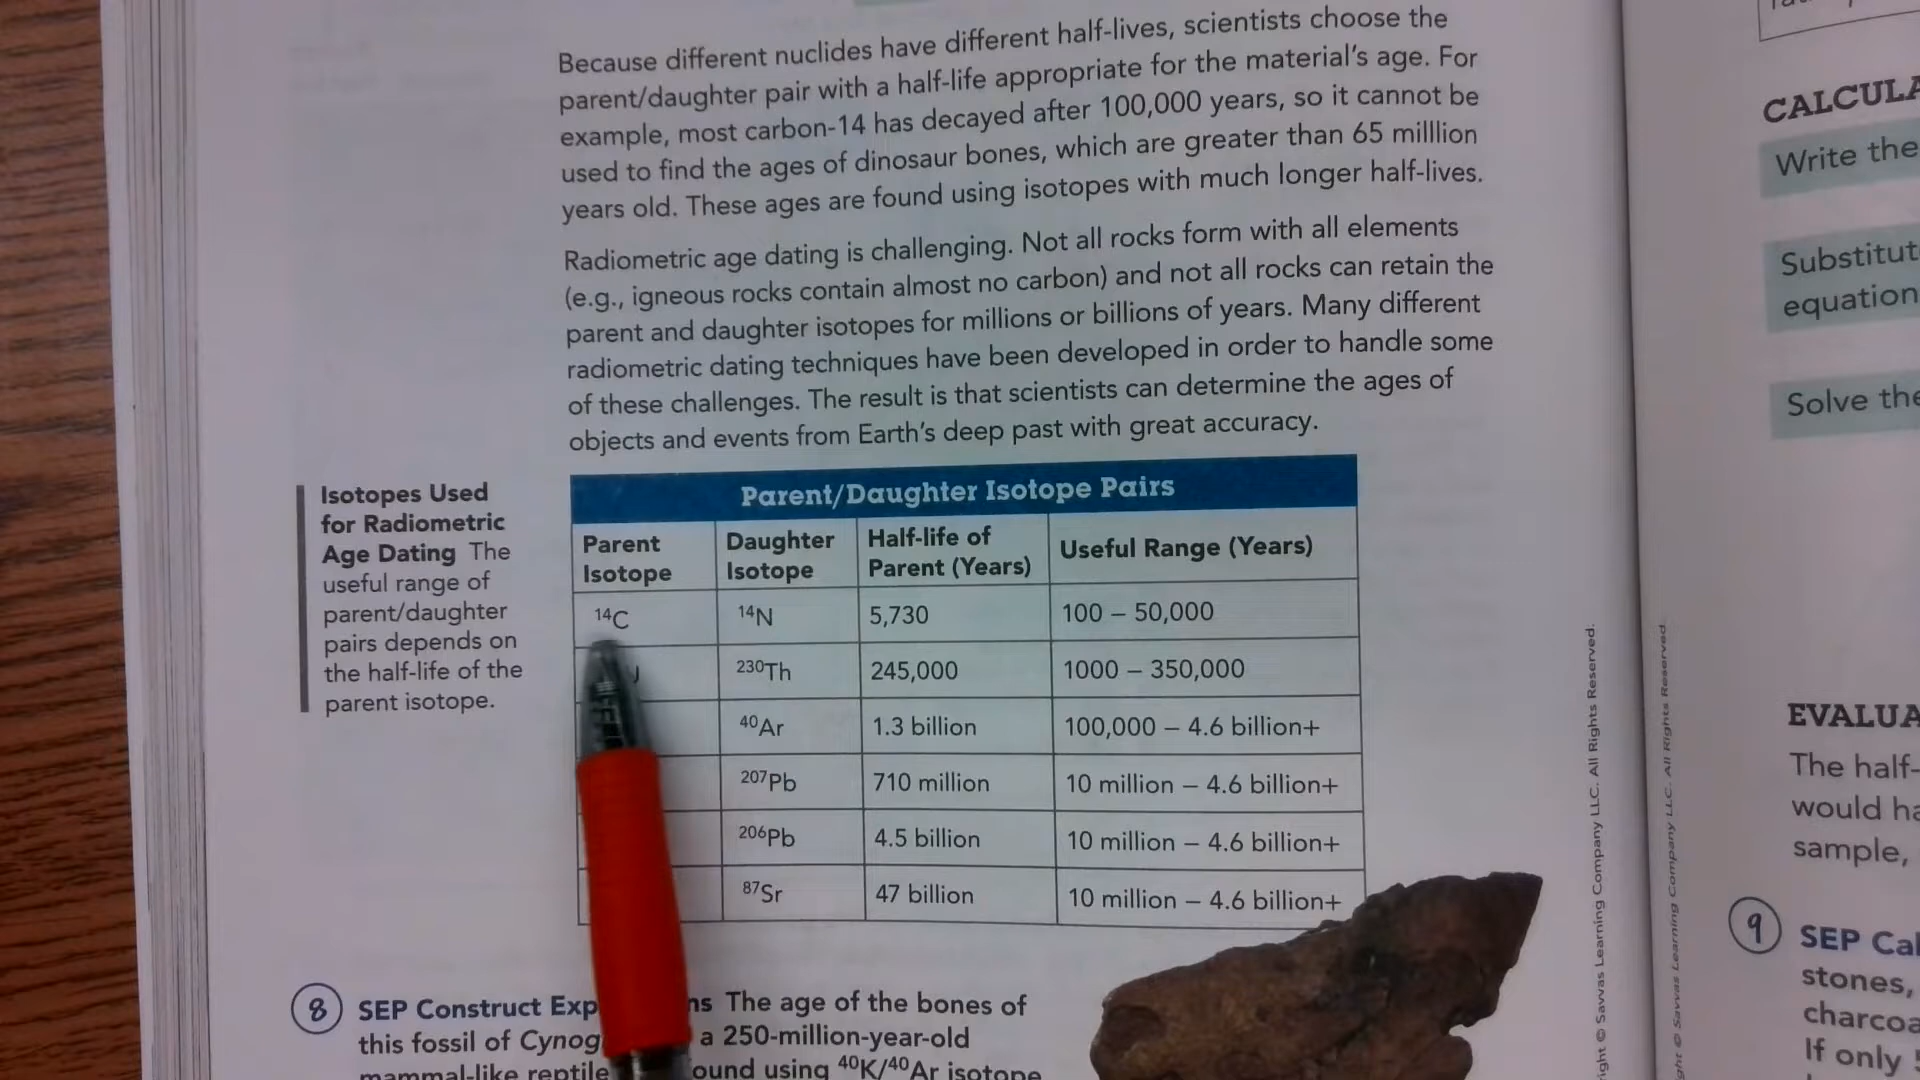 Because different nuclides have different half-lives, scientists choose the
parent/daughter pair with a half-life appropriate for the material's age. For
example, most carbon-14 has decayed after 100,000 years, so it cannot be
used to find the ages of dinosaur bones, which are greater than 65 milllion
years old. These ages are found using isotopes with much longer half-lives.
Radiometric age dating is challenging. Not all rocks form with all elements
(e.g., igneous rocks contain almost no carbon) and not all rocks can retain the
parent and daughter isotopes for millions or billions of years. Many different
radiometric dating techniques have been developed in order to handle some
of these challenges. The result is that scientists can determine the ages of
objects and events from Earth's deep past with great accuracy.
Isotopes Used
for Radiometric
Age Dating The
useful range of
parent/daughter
pairs depends on
the half-life of the
parent isotope.
Parent/Daughter Isotope Pairs
Parent Isotope Daughter Isotope Half-life of Parent (Years) Useful Range (Years)
¹⁴C ¹⁴N 5,730 100 – 50,000
²³⁰Th 245,000 1000 – 350,000
⁴⁰Ar 1.3 billion 100,000 – 4.6 billion+
²⁰⁷Pb 710 million 10 million – 4.6 billion+
²⁰⁶Pb 4.5 billion 10 million – 4.6 billion+
⁸⁷Sr 47 billion 10 million – 4.6 billion+
8 SEP Construct Exp ns The age of the bones of
this fossil of Cynog a 250-million-year-old
mammal-like reptile ound using ⁴⁰K/⁴⁰Ar isotope
right © Savvas Learning Company LLC. All Rights Reserved.
ght © Savvas Learning Company LLC. All Rights Reserved.
CALCULA
Write the
Substitut
equation
Solve the
EVALUA
The half-
would ha
sample,
9 SEP Cal
stones,
charcoa
If only